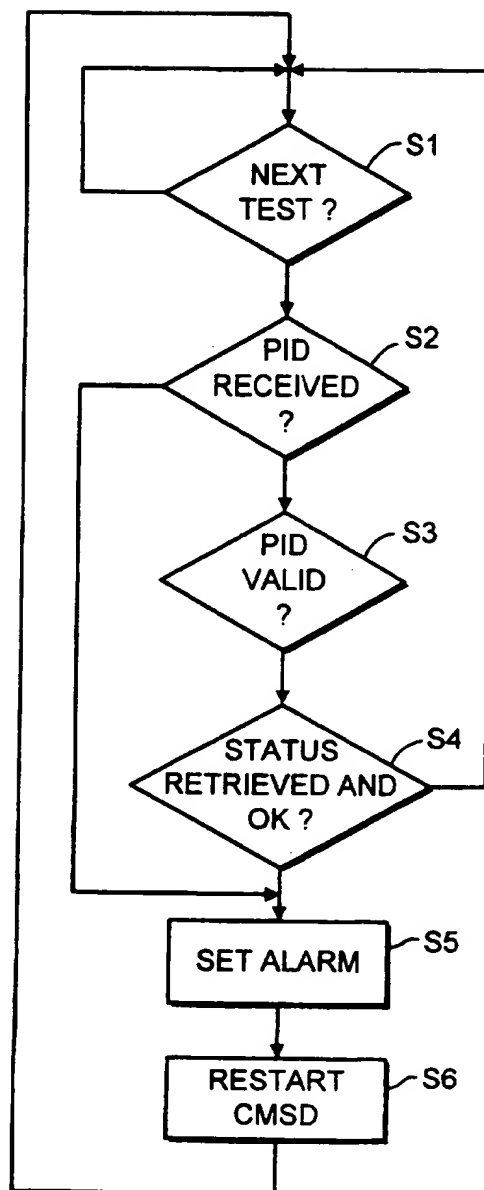 S1
NEXT
TEST ?
S2
PID
RECEIVED
?
S3
PID
VALID
?
S4
STATUS
RETRIEVED AND
OK ?
S5
SET ALARM
S6
RESTART
CMSD